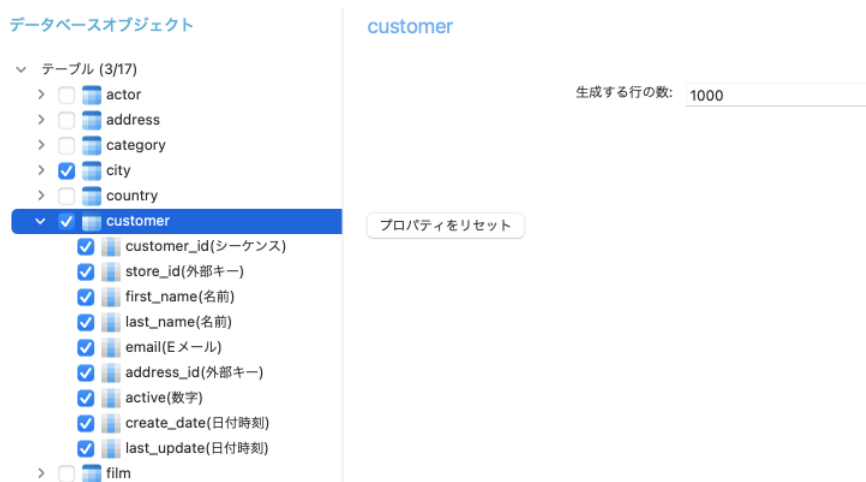 データベースオブジェクト
テーブル (3/17)
actor
address
category
city
country
customer
customer_id(シーケンス)
store_id(外部キー)
first_name(名前)
last_name(名前)
email(Eメール)
address_id(外部キー)
active(数字)
create_date(日付時刻)
last_update(日付時刻)
film
customer
生成する行の数: 1000
プロパティをリセット